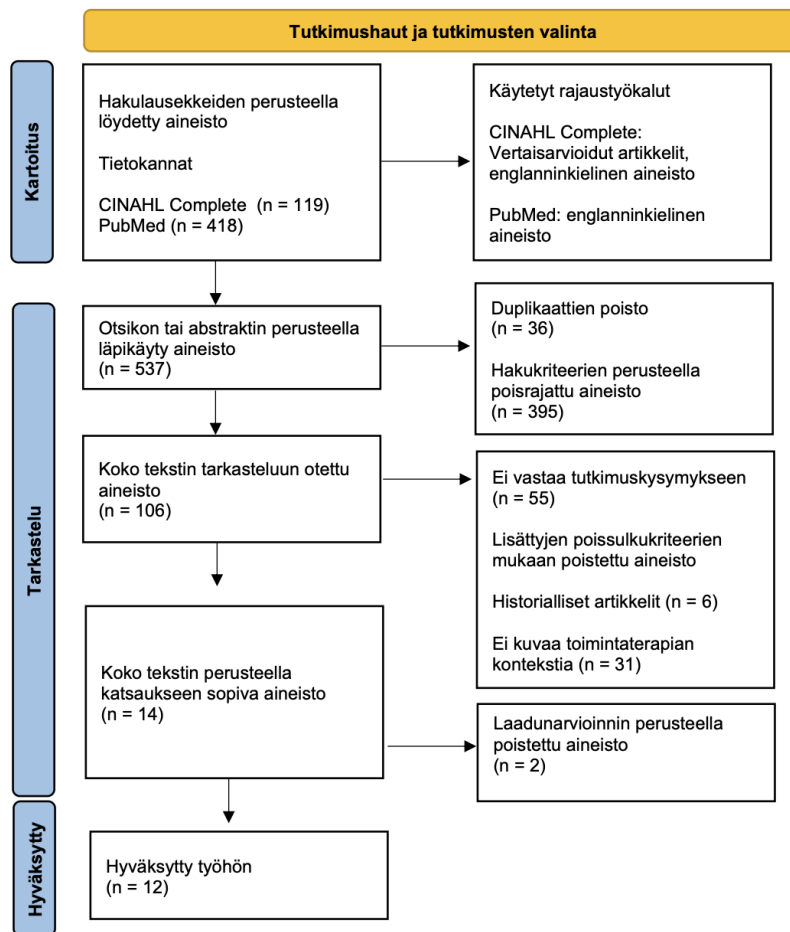 Tutkimushaut ja tutkimusten valinta
Kartoitus
Hakulausekkeiden perusteella
löydetty aineisto
Tietokannat
CINAHL Complete (n = 119)
PubMed (n = 418)
Käytetyt rajaustyökalut
CINAHL Complete:
Vertaisarvioidut artikkelit,
englanninkielinen aineisto
PubMed: englanninkielinen
aineisto
Tarkastelu
Otsikon tai abstraktin perusteella
läpikäyty aineisto
(n = 537)
Duplikaattien poisto
(n = 36)
Hakukriteerien perusteella
poisrajattu aineisto
(n = 395)
Koko tekstin tarkasteluun otettu
aineisto
(n = 106)
Ei vastaa tutkimuskysymykseen
(n = 55)
Lisättyjen poissulkukriteerien
mukaan poistettu aineisto
Historialliset artikkelit (n = 6)
Ei kuvaa toimintaterapian
kontekstia (n = 31)
Koko tekstin perusteella
katsaukseen sopiva aineisto
(n = 14)
Laadunarvioinnin perusteella
poistettu aineisto
(n = 2)
Hyväksytty
Hyväksytty työhön
(n = 12)